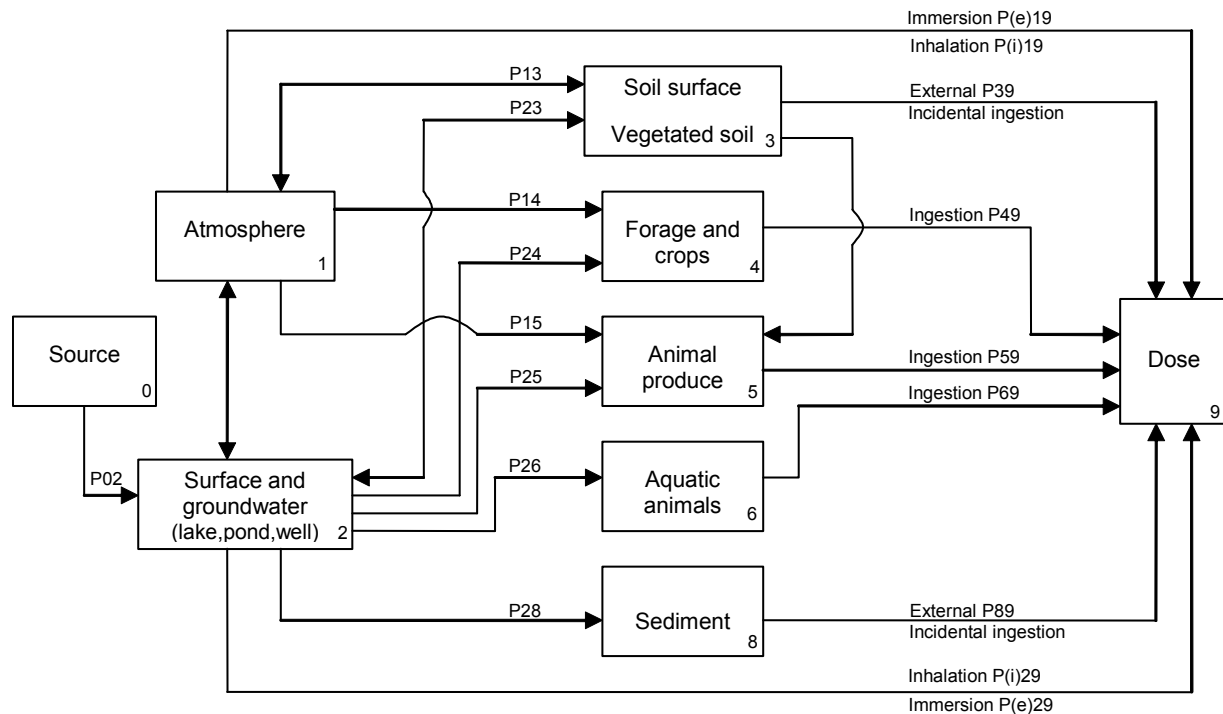 Immersion P(e)19
Inhalation P(i)19
P13
Soil surface
External P39
P23
Vegetated soil
3
Incidental ingestion
Atmosphere
1
P14
Forage and
crops
4
Ingestion P49
P24
Source
0
P15
Animal
produce
5
Ingestion P59
P25
Ingestion P69
Dose
9
P02
Surface and
groundwater
(lake,pond,well)
2
P26
Aquatic
animals
6
P28
Sediment
8
External P89
Incidental ingestion
Inhalation P(i)29
Immersion P(e)29